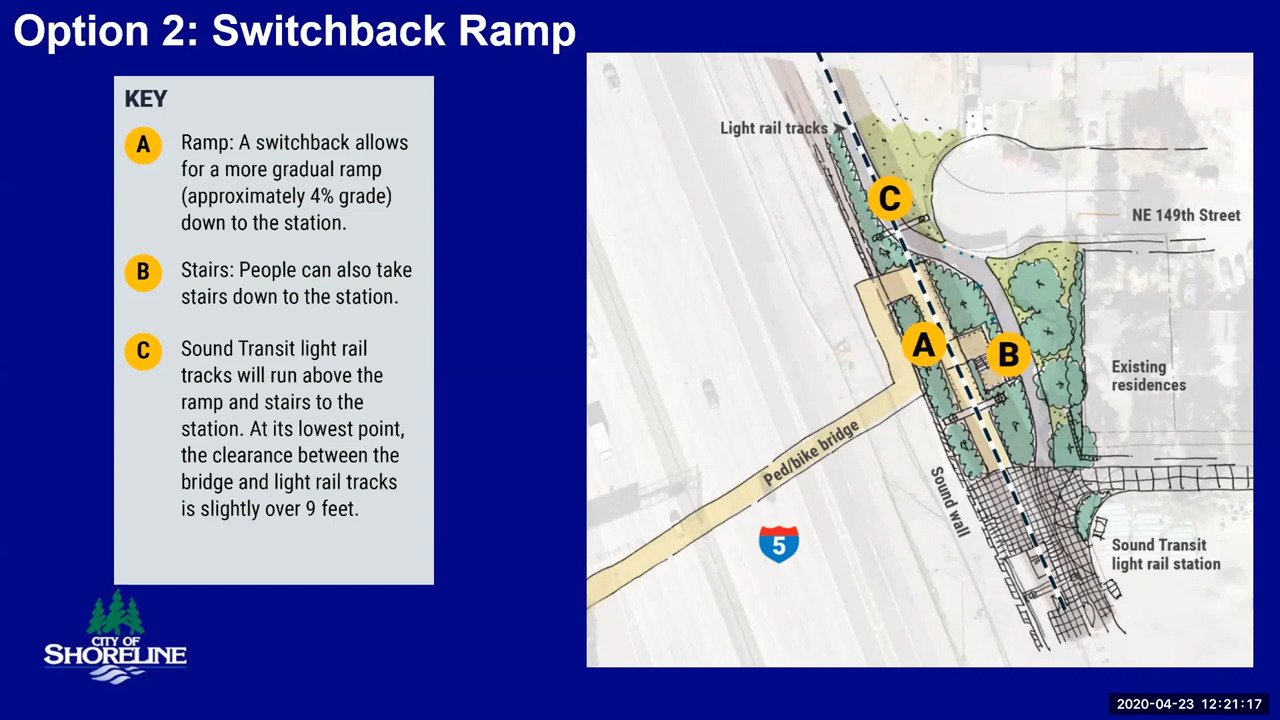 Option 2: Switchback Ramp
KEY
A
Ramp: A switchback allows
for a more gradual ramp
(approximately 4% grade)
down to the station.
B
Stairs: People can also take
stairs down to the station.
C
Sound Transit light rail
tracks will run above the
ramp and stairs to the
station. At its lowest point,
the clearance between the
bridge and light rail tracks
is slightly over 9 feet.
CITY OF
SHORELINE
Light rail tracks
C
NE 149th Street
A
B
Existing
residences
Ped/bike bridge
Sound wall
5
Sound Transit
light rail station
2020-04-23 12:21:17